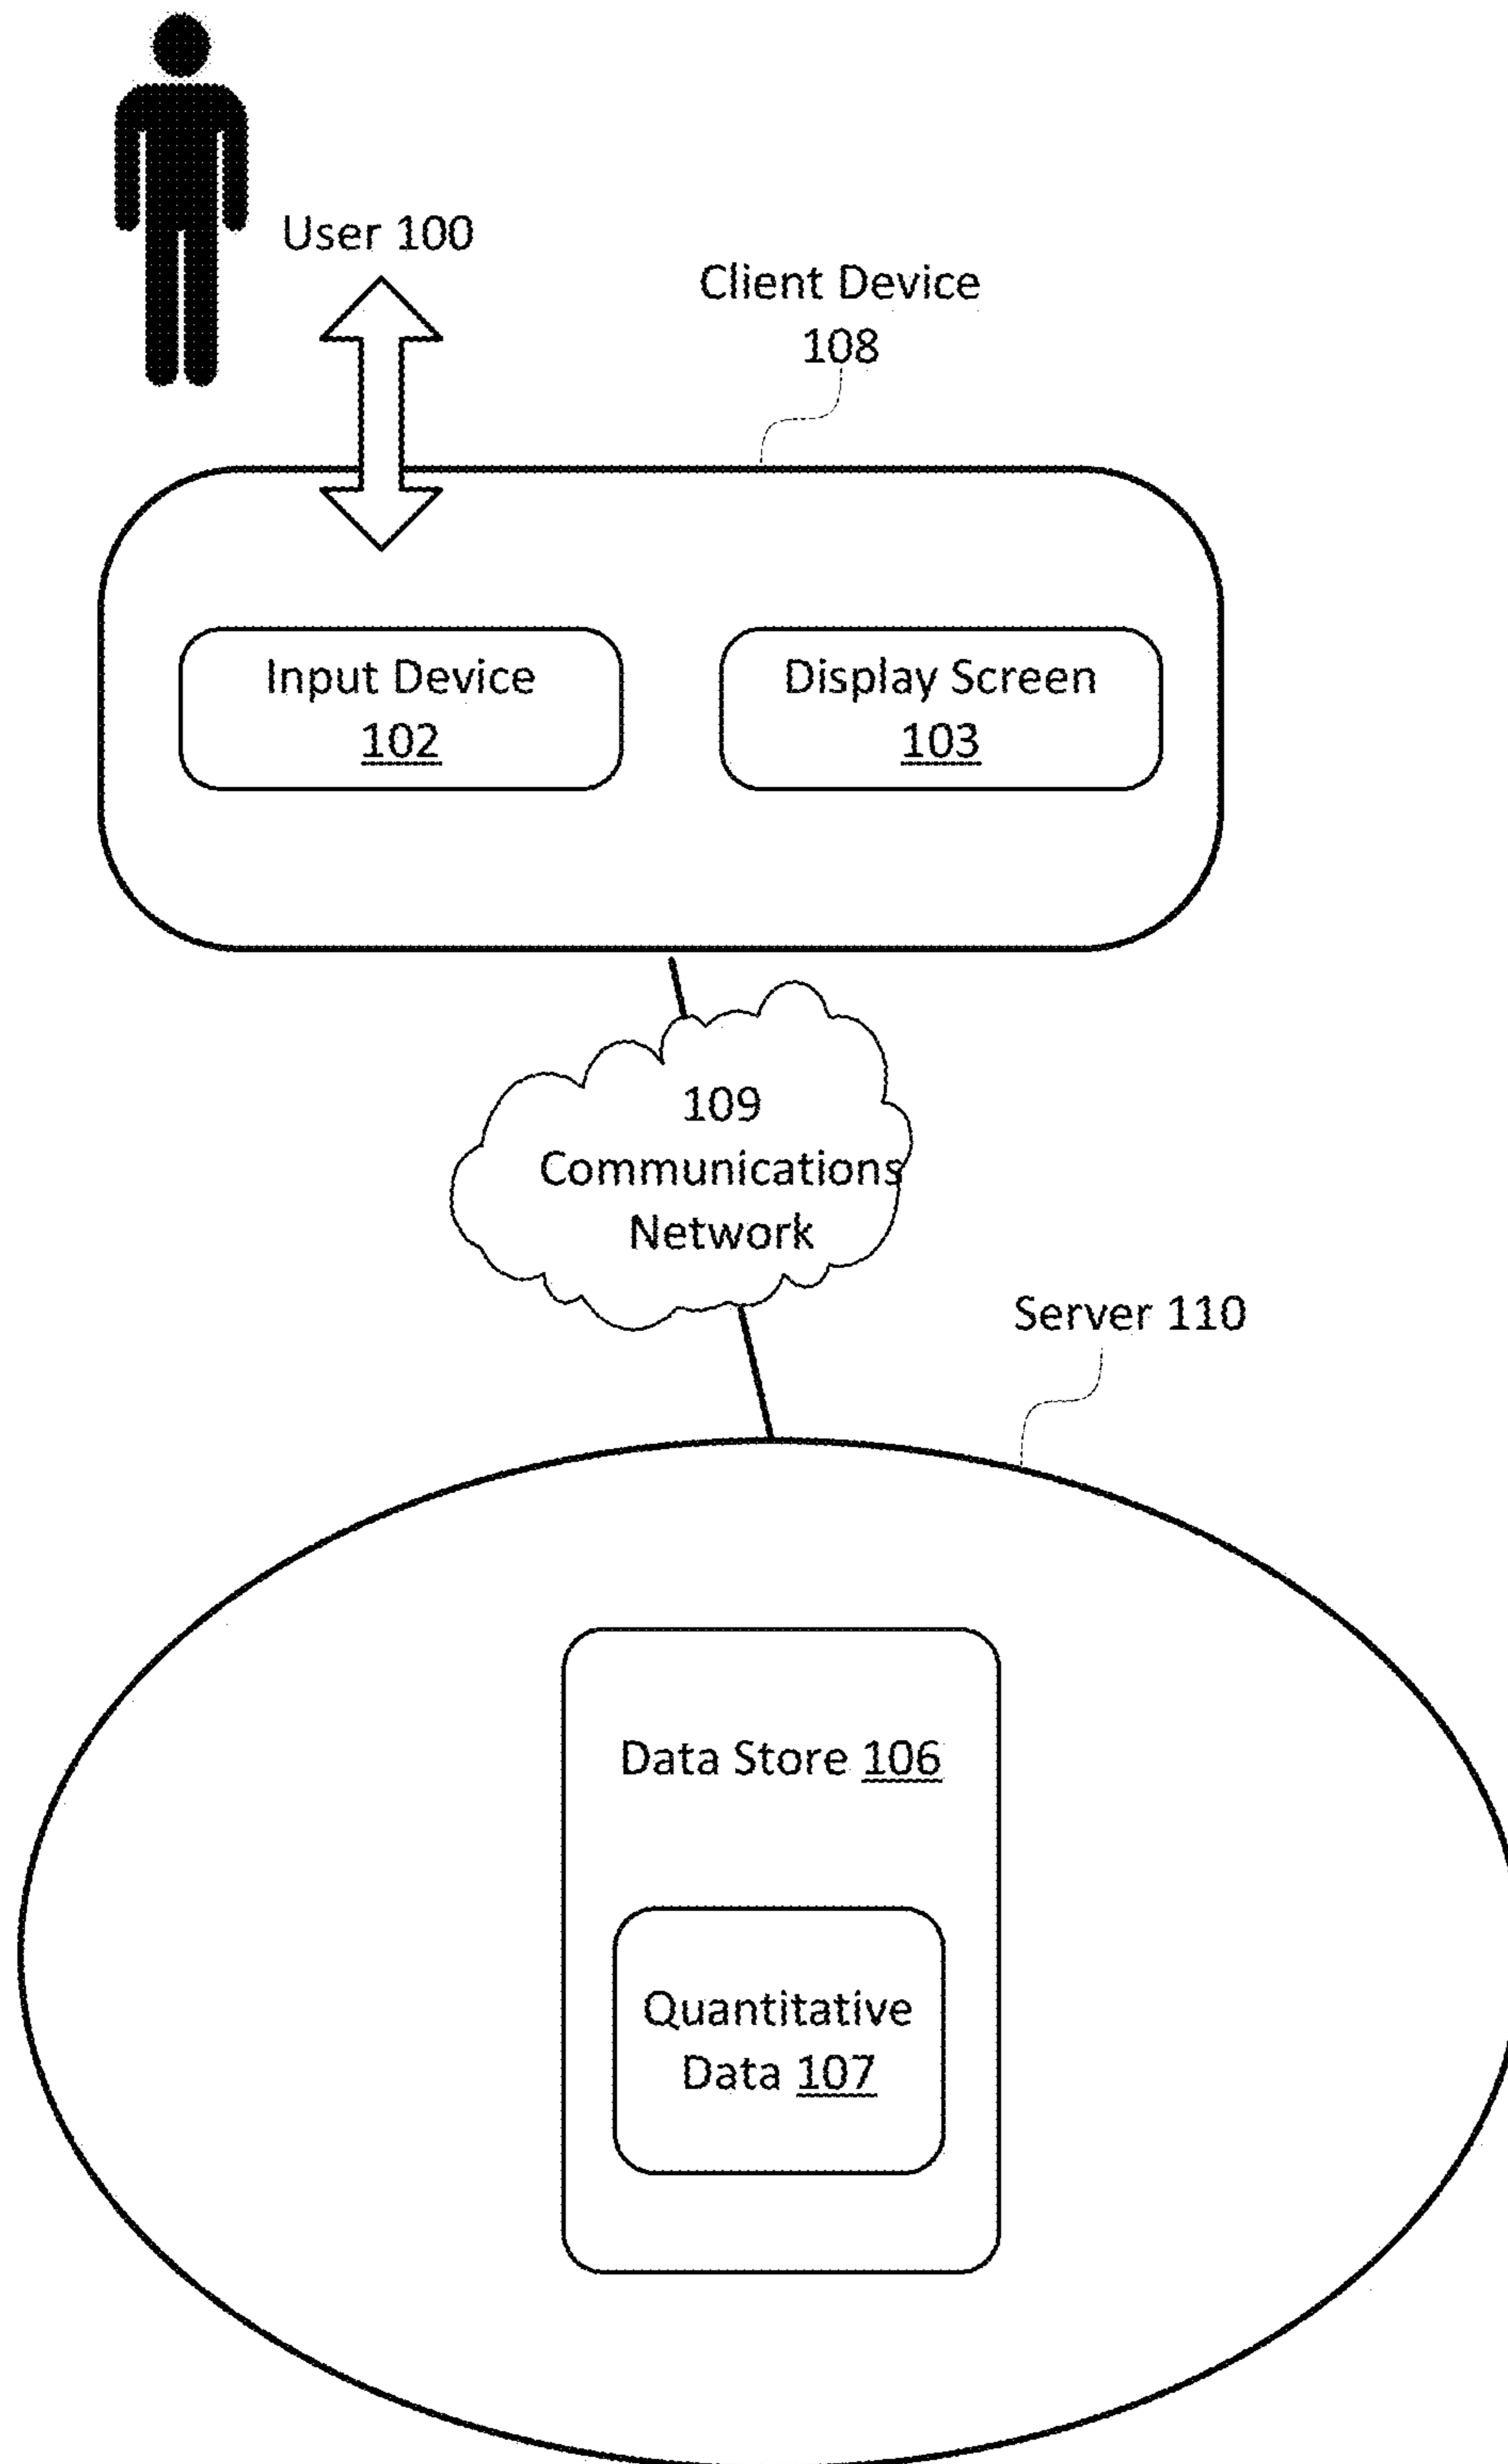 User 100
Client Device
108
Input Device
102
Display Screen
103
109
Communications
Network
Server 110
Data Store 106
Quantitative
Data 107